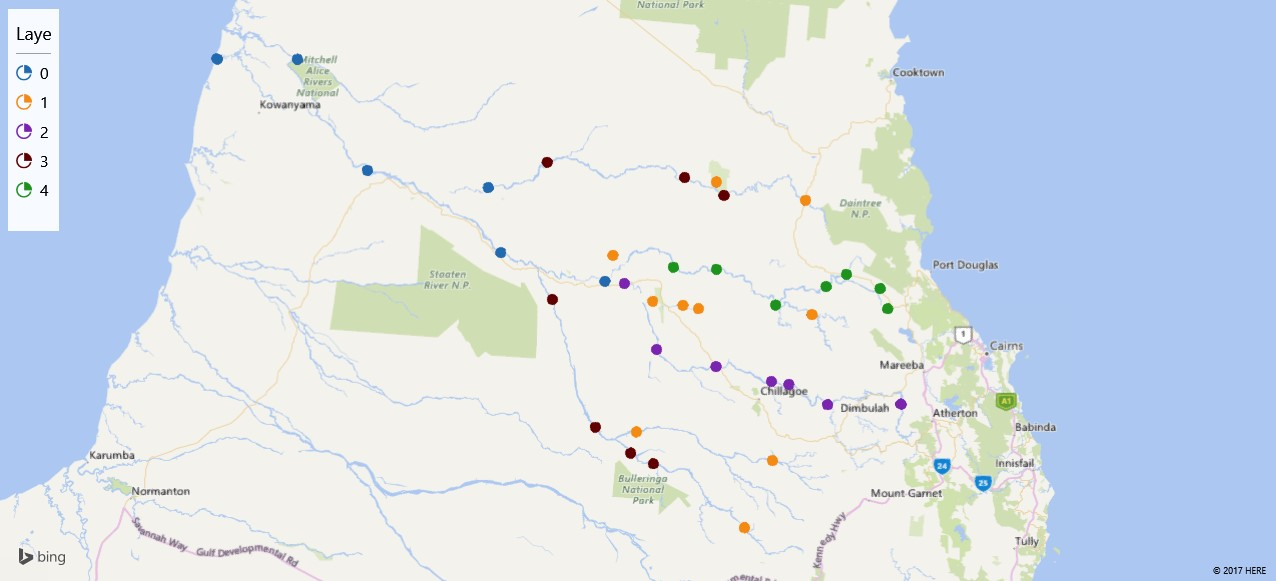 National Park
Laye
0
1
2
3
4
Mitchell
Alice
Rivers
National
Kowanyama
Cooktown
Daintree
N.P.
Staaten
River N.P.
Port Douglas
1
Cairns
Mareeba
Chillagoe
Dimbulah
A1
Atherton
Babinda
Karumba
24
Innisfail
Bulleringa
National
Park
25
Normanton
Mount Garnet
Savannah Way
Gulf Developmental Rd
Kennedy Hwy
Tully
bing
© 2017 HERE